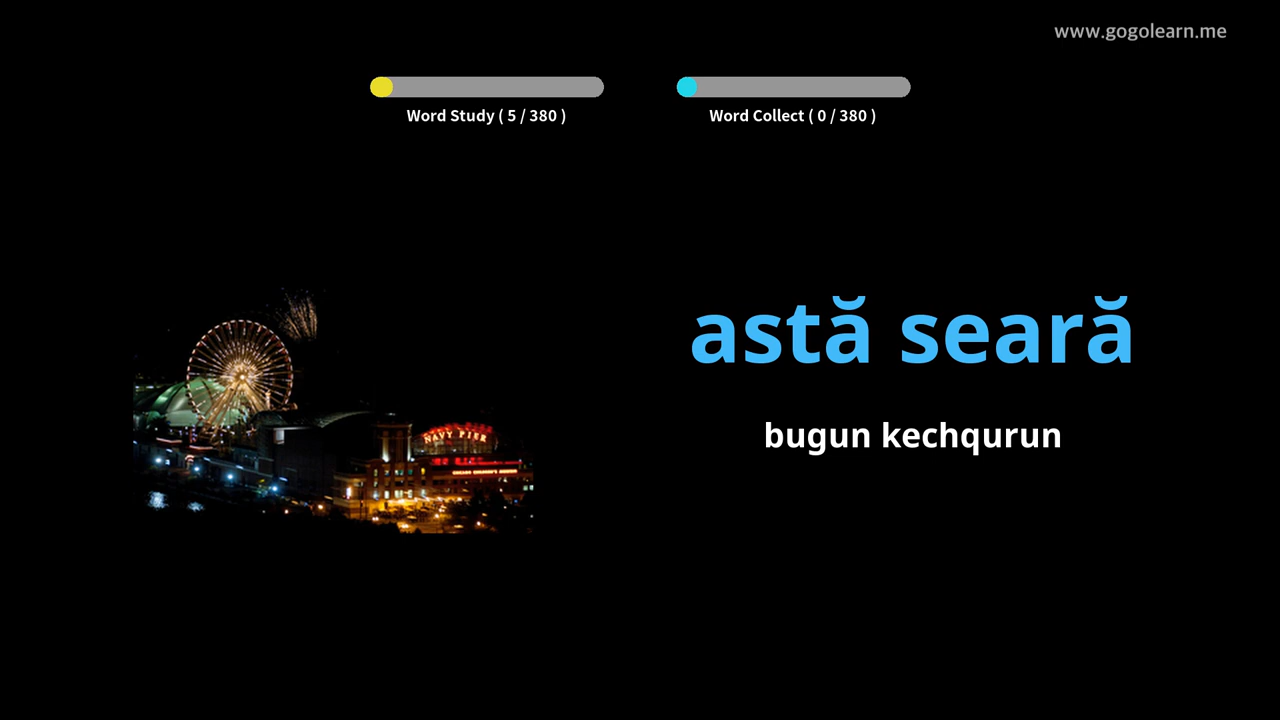 www.gogolearn.me
Word Study ( 5 / 380 )
Word Collect ( 0 / 380 )
astă seară
bugun kechqurun
NAVY PIER